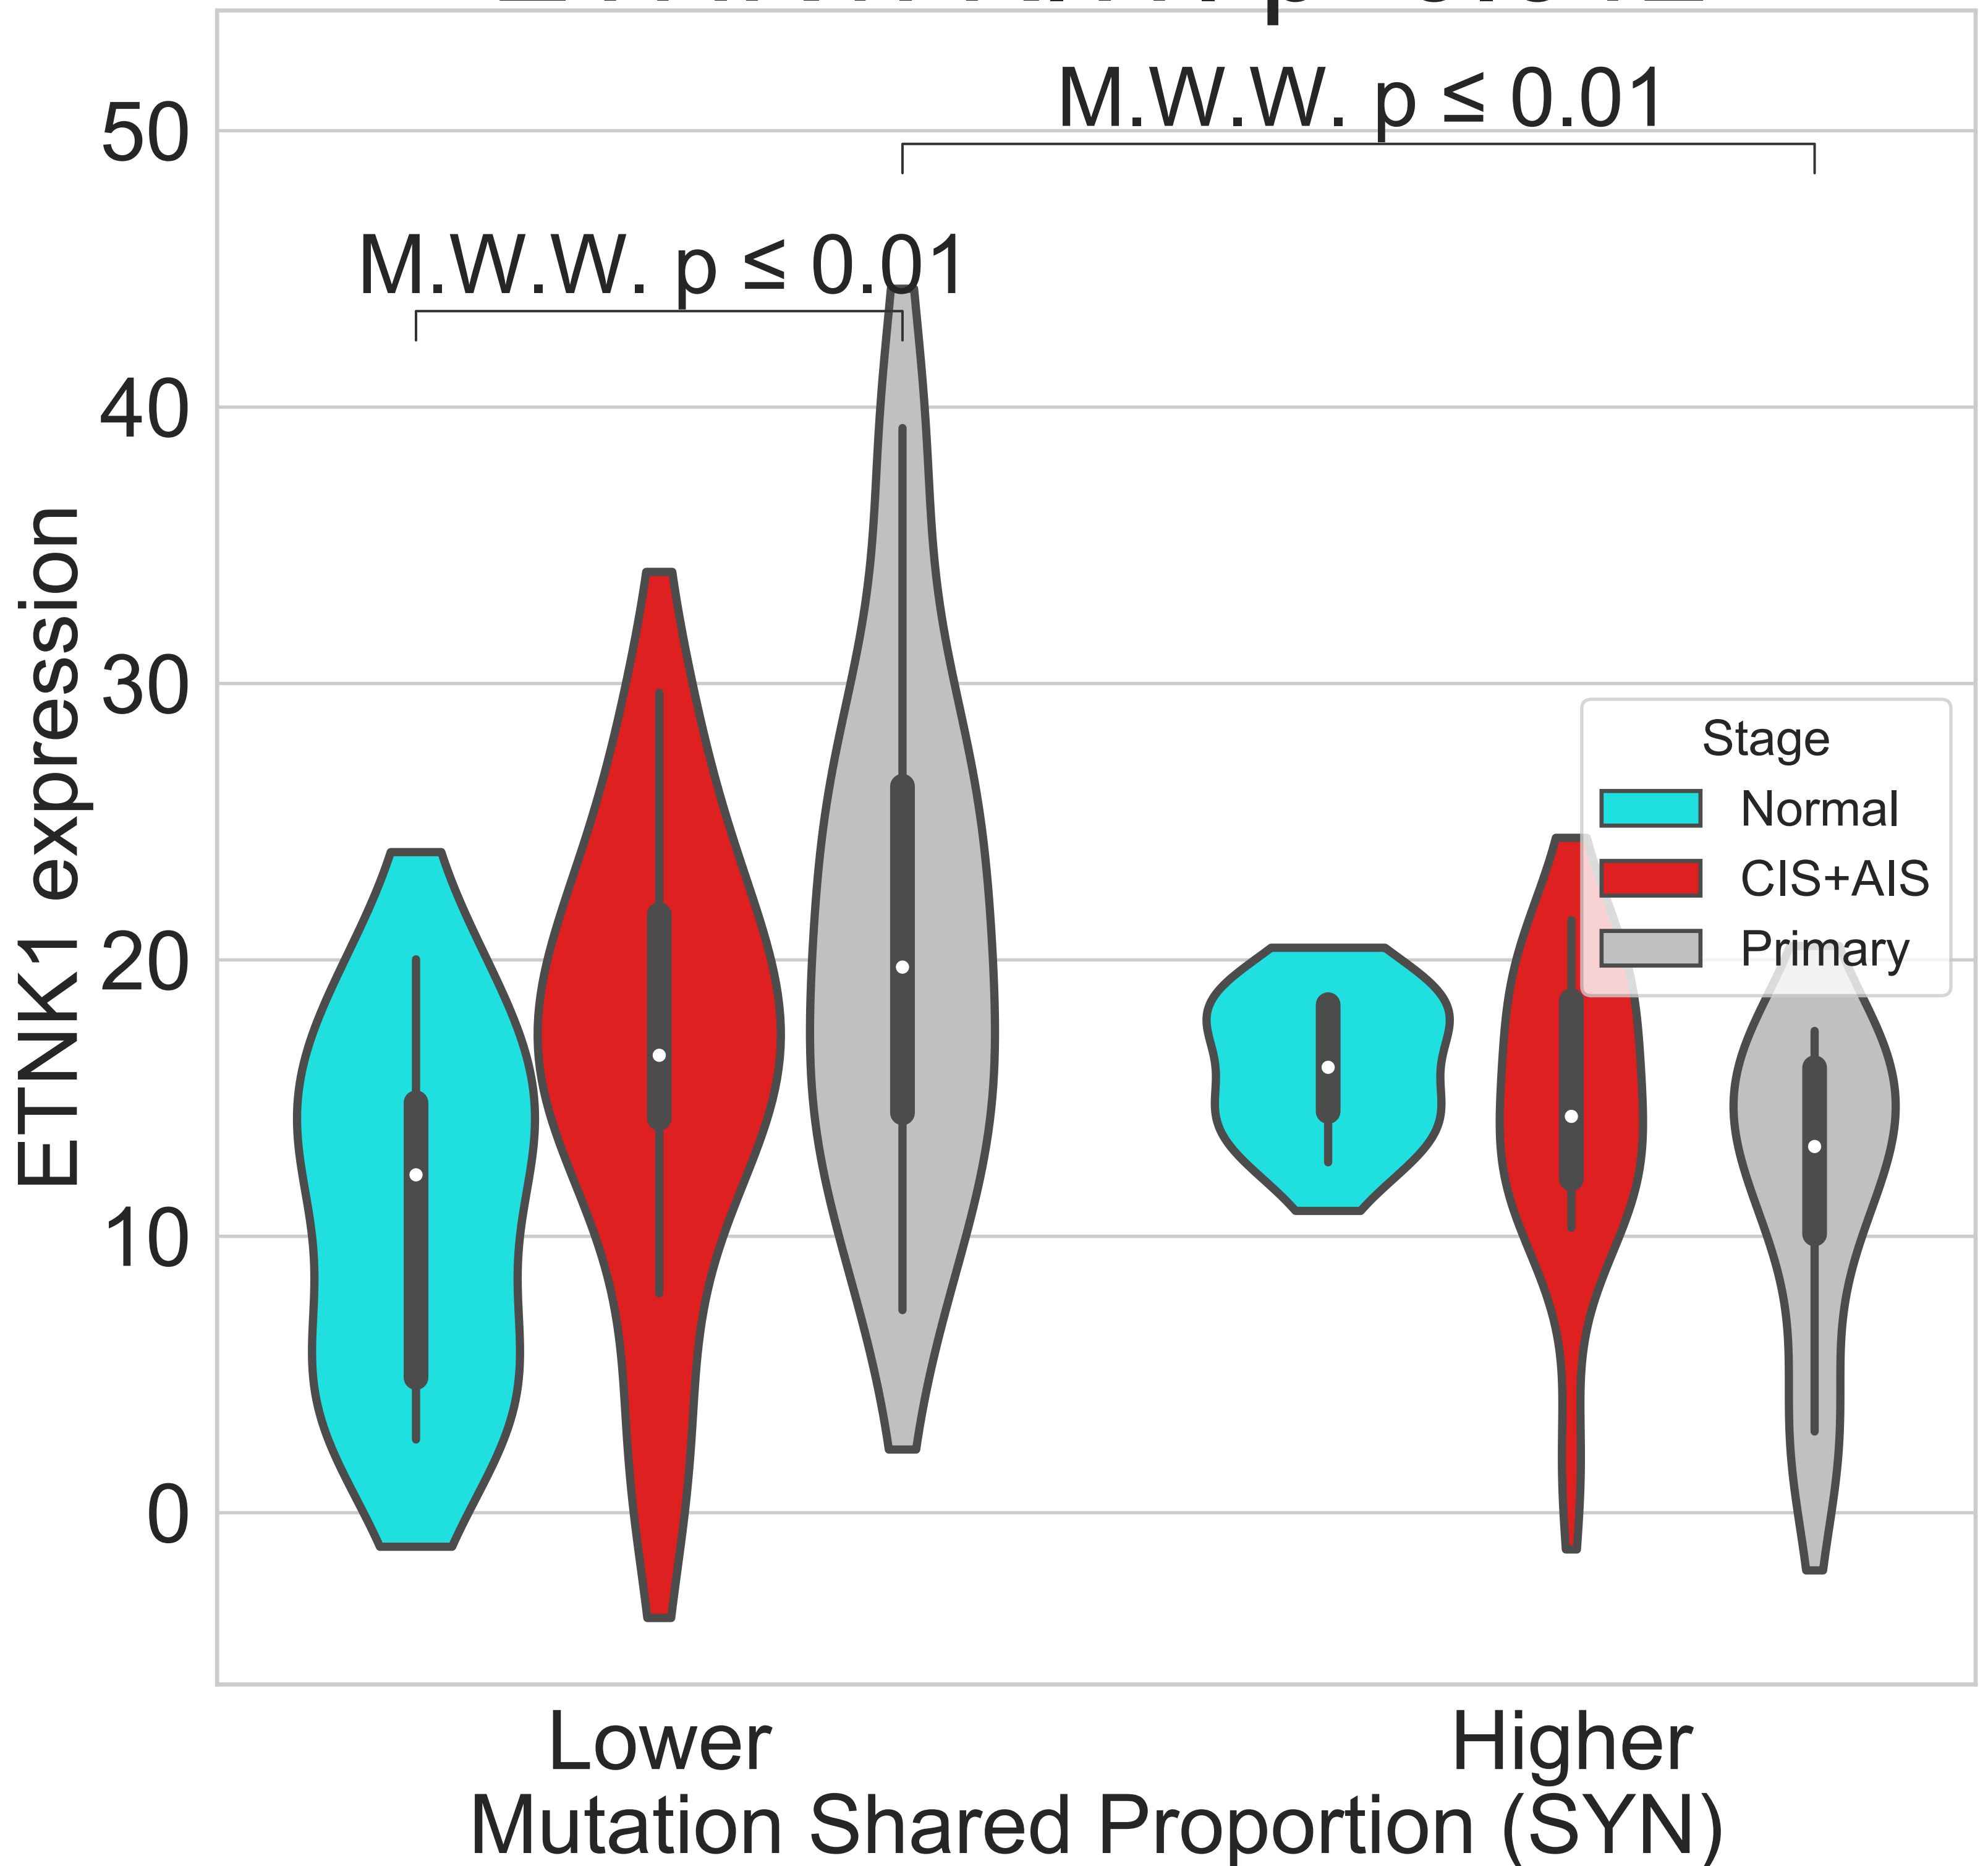 M.W.W. p ≤ 0.01
50
M.W.W. p ≤ 0.01
40
30
20
10
0
ETNK1 expression
Stage
Normal
CIS+AIS
Primary
Lower
Higher
Mutation Shared Proportion (SYN)